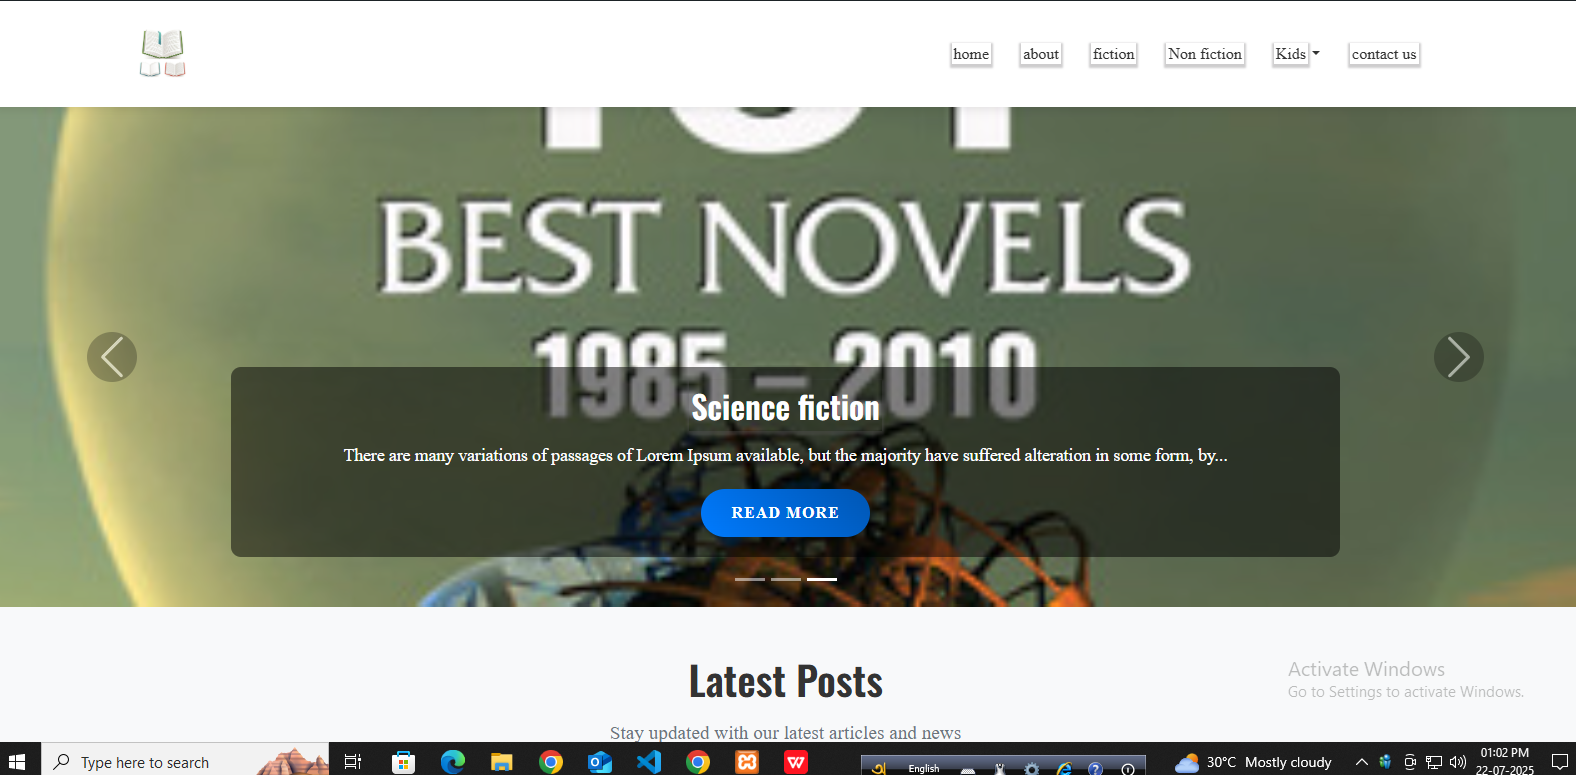 home about fiction Non fiction Kids contact us
BEST NOVELS
1985 – 2010
Science fiction
There are many variations of passages of Lorem Ipsum available, but the majority have suffered alteration in some form, by...
READ MORE
Latest Posts
Stay updated with our latest articles and news
Activate Windows
Go to Settings to activate Windows.
Type here to search
English
30°C Mostly cloudy
01:02 PM
22-07-2025